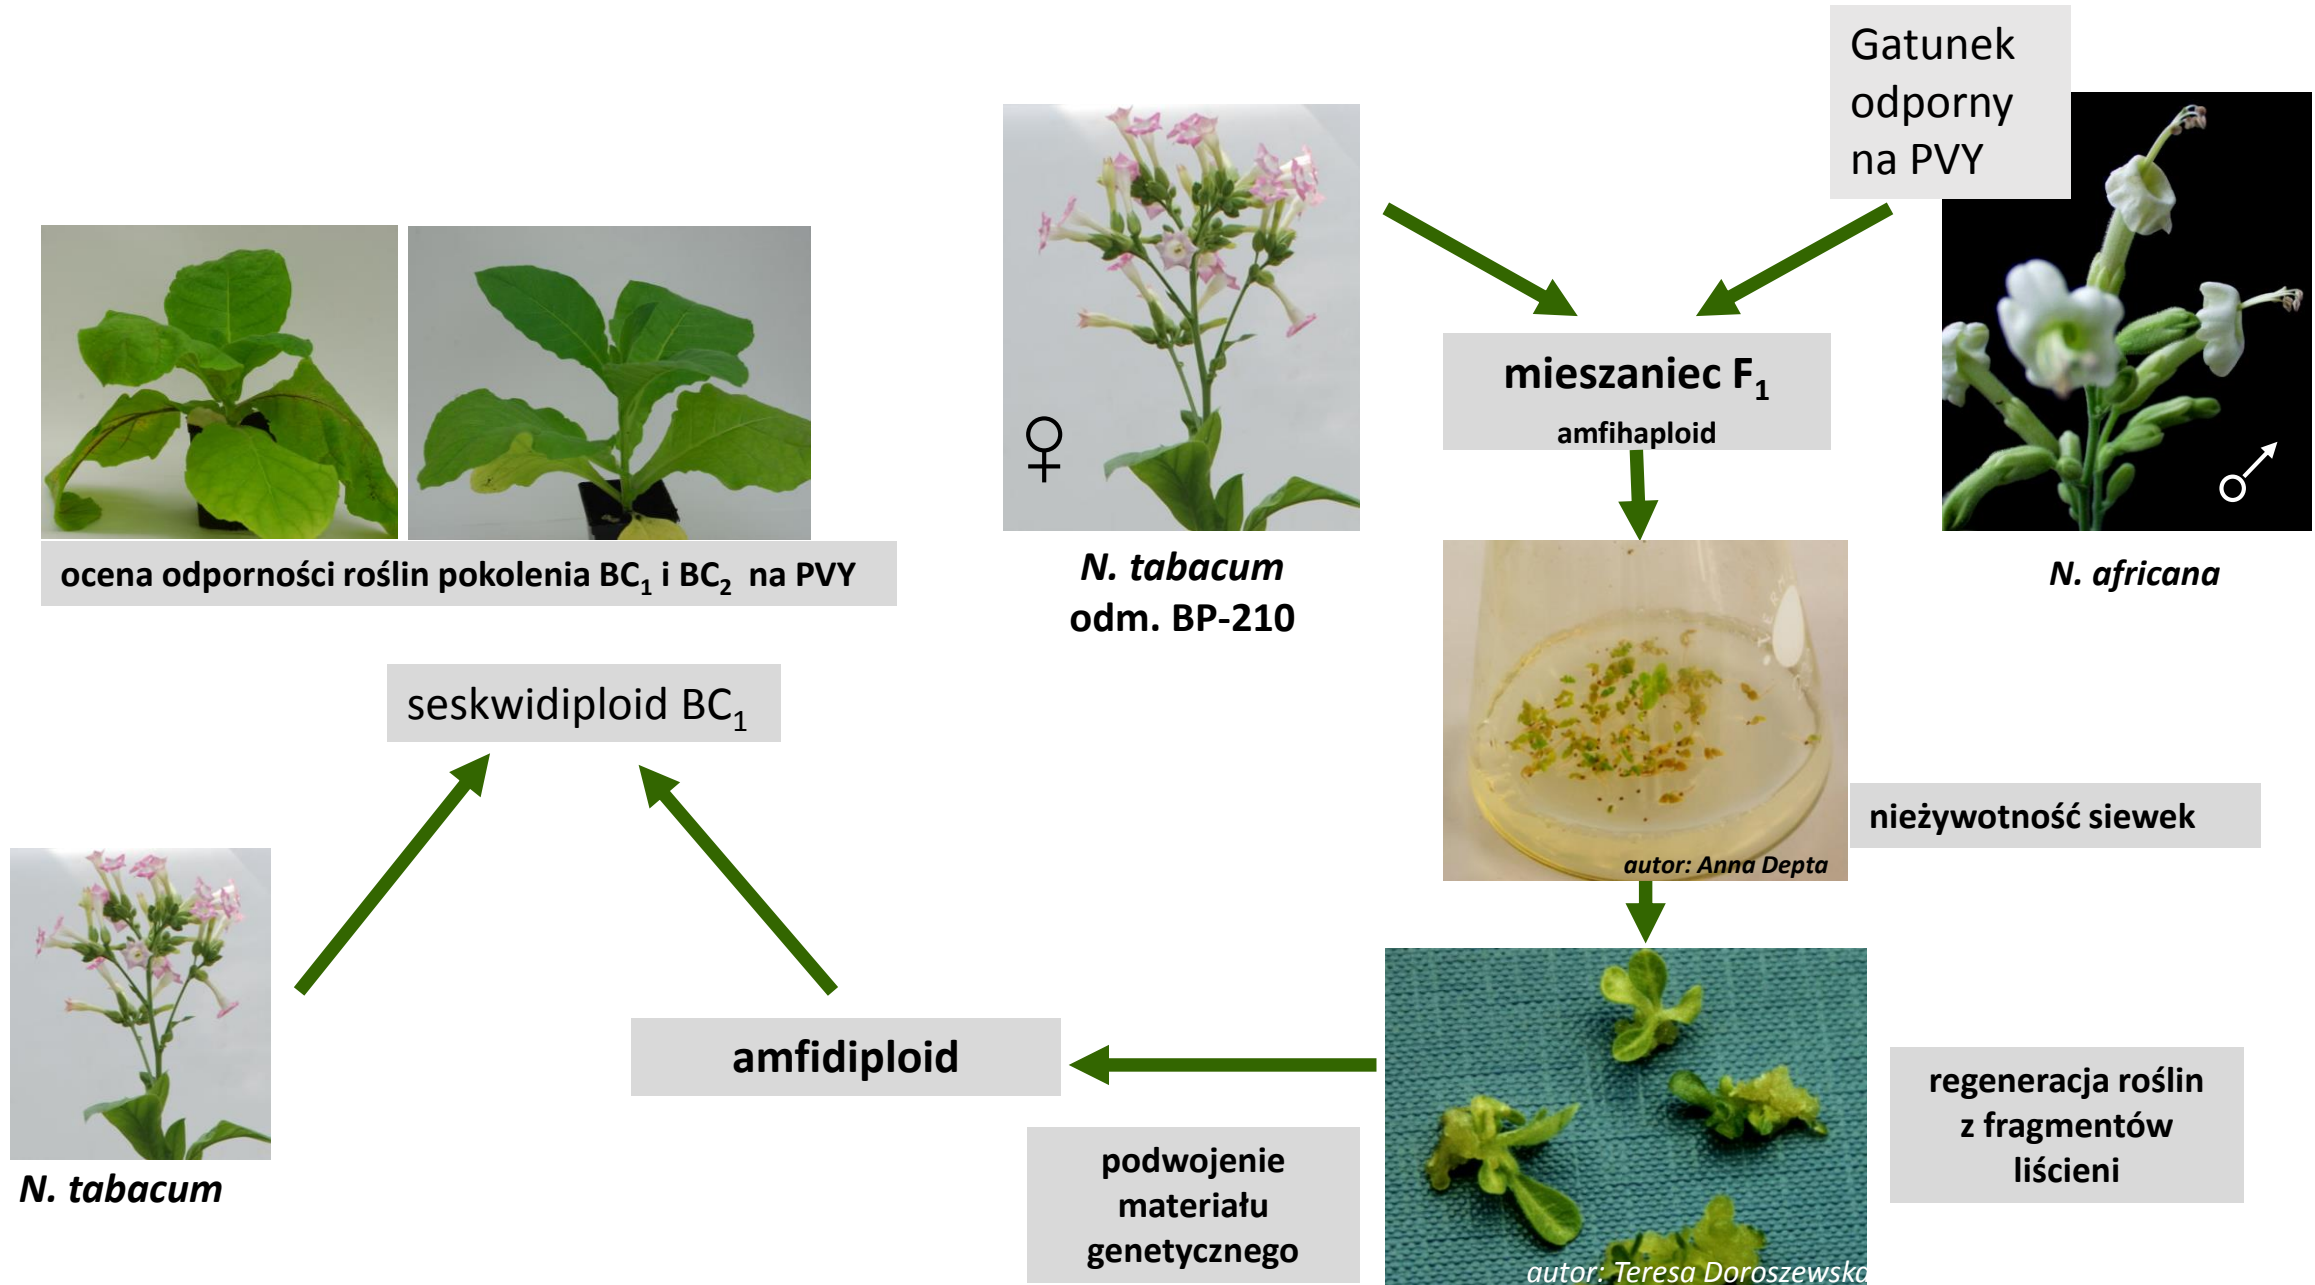 Gatunek
odporny
na PVY
mieszaniec F₁
amfihaploid
N. tabacum
odm. BP-210
N. africana
ocena odporności roślin pokolenia BC₁ i BC₂ na PVY
seskwidiploid BC₁
autor: Anna Depta
nieżywotność siewek
amfidiploid
regeneracja roślin
z fragmentów
liścieni
podwojenie
materiału
genetycznego
N. tabacum
autor: Teresa Doroszewska